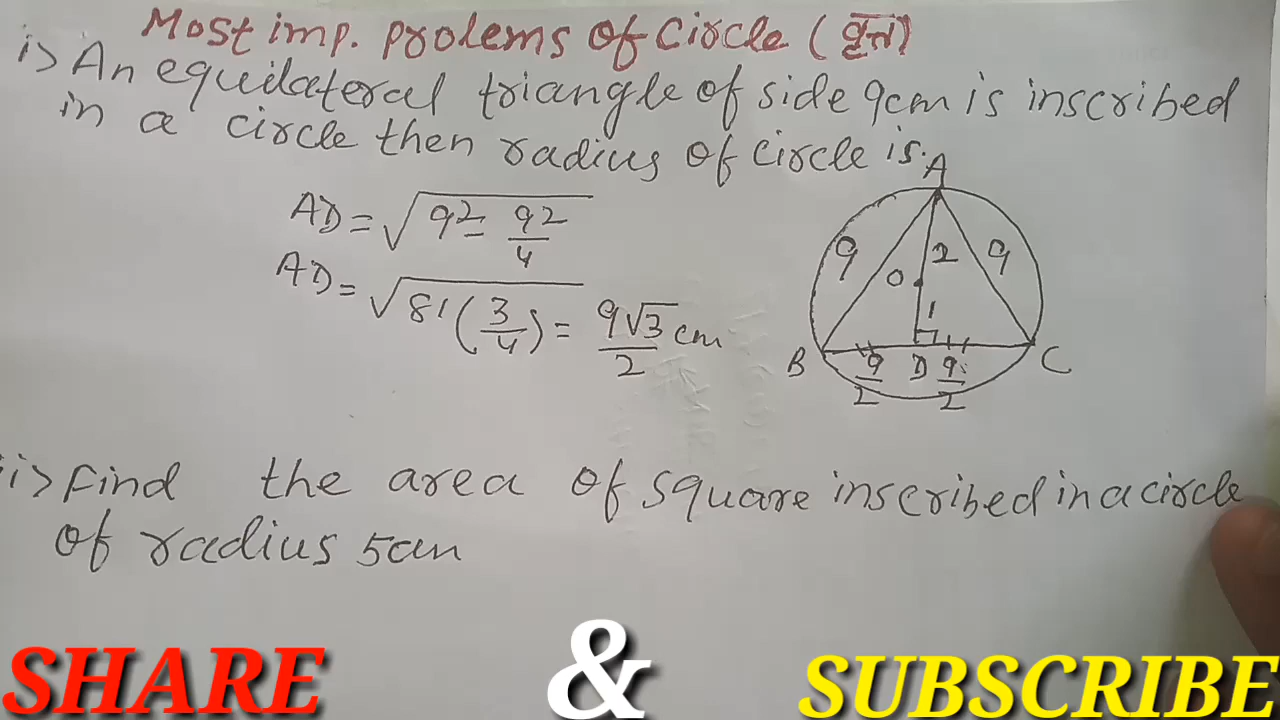 Most imp. prolems of Circle (वृत्त)
i> An equilateral triangle of side 9cm is inscribed
in a circle then radius of circle is.
A
AD = √9² - 9²/4
9 2 9
O
AD = √81(3/4) = 9√3/2 cm
1
B 9/2 D 9/2 C
ii> Find the area of square inscribed in a circle
of radius 5cm
SHARE & SUBSCRIBE